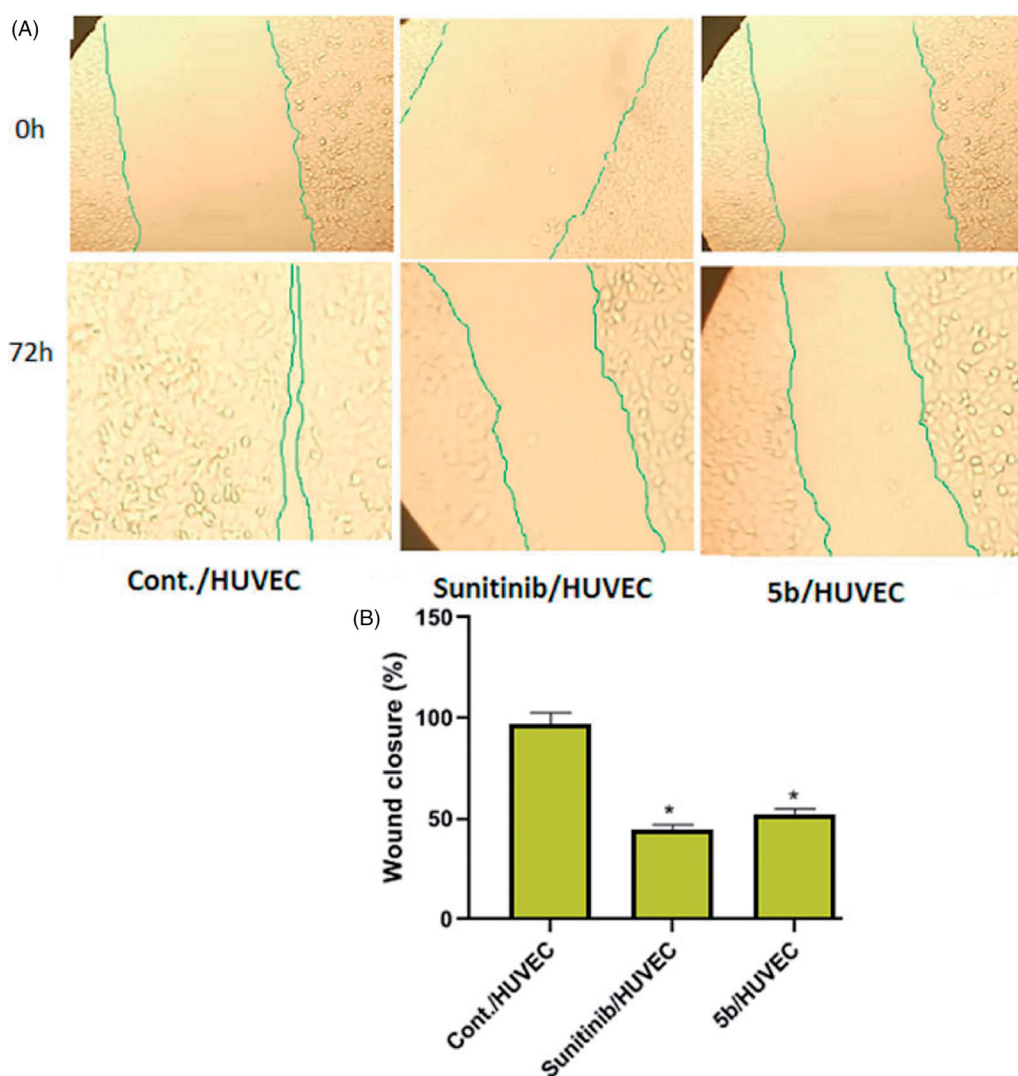 (A)
0h
72h
Cont./HUVEC
Sunitinib/HUVEC
5b/HUVEC
(B)
Wound closure (%)
150
100
50
0
*
*
Cont./HUVEC
Sunitinib/HUVEC
5b/HUVEC